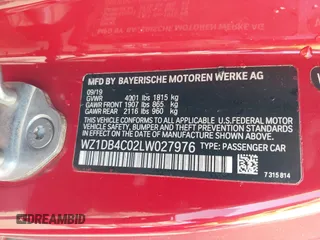 MFD BY BAYERISCHE MOTOREN WERKE AG
09/19
GVWR 4001 lbs 1815 kg
GAWR FRONT 1907 lbs 865 kg
GAWR REAR 2116 lbs 960 kg
THIS VEHICLE CONFORMS TO ALL APPLICABLE
U.S. FEDERAL MOTOR
VEHICLE SAFETY, BUMPER, AND THEFT PREVENTION
STANDARDS IN EFFECT ON THE DATE OF
MANUFACTURE SHOWN ABOVE.
WZ1DB4C02LW027976 TYPE: PASSENGER CAR
7 315 814
DREAMBID